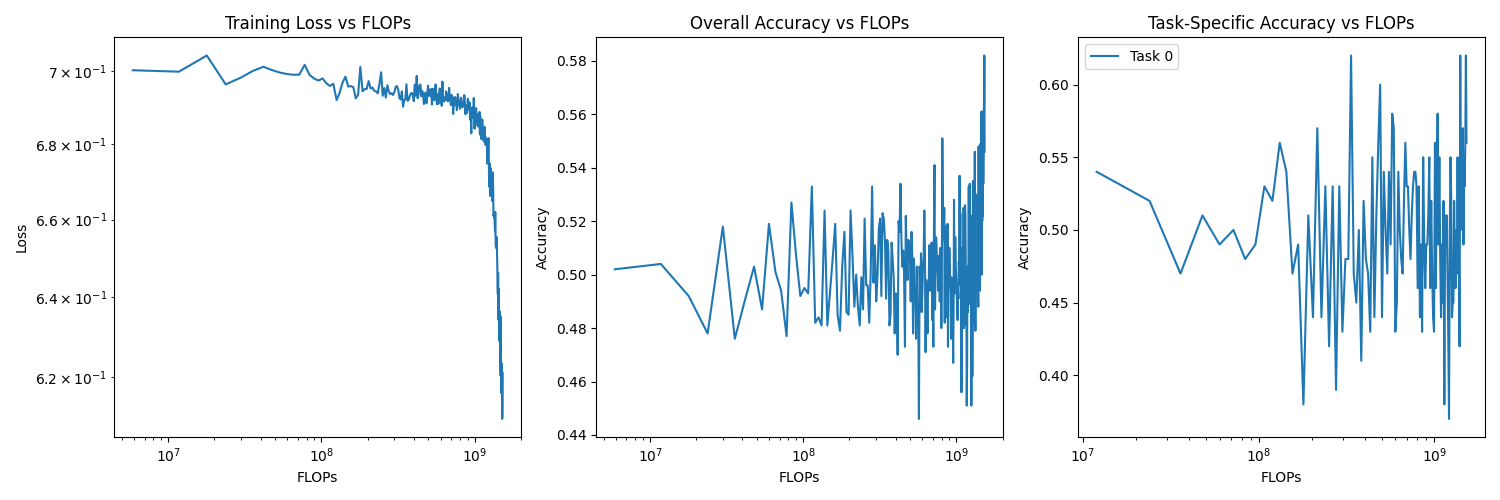 Training Loss vs FLOPs
Loss
7 × 10⁻¹
6.8 × 10⁻¹
6.6 × 10⁻¹
6.4 × 10⁻¹
6.2 × 10⁻¹
10⁷ 10⁸ 10⁹
FLOPs
Overall Accuracy vs FLOPs
Accuracy
0.58
0.56
0.54
0.52
0.50
0.48
0.46
0.44
10⁷ 10⁸ 10⁹
FLOPs
Task-Specific Accuracy vs FLOPs
Task 0
Accuracy
0.60
0.55
0.50
0.45
0.40
10⁷ 10⁸ 10⁹
FLOPs